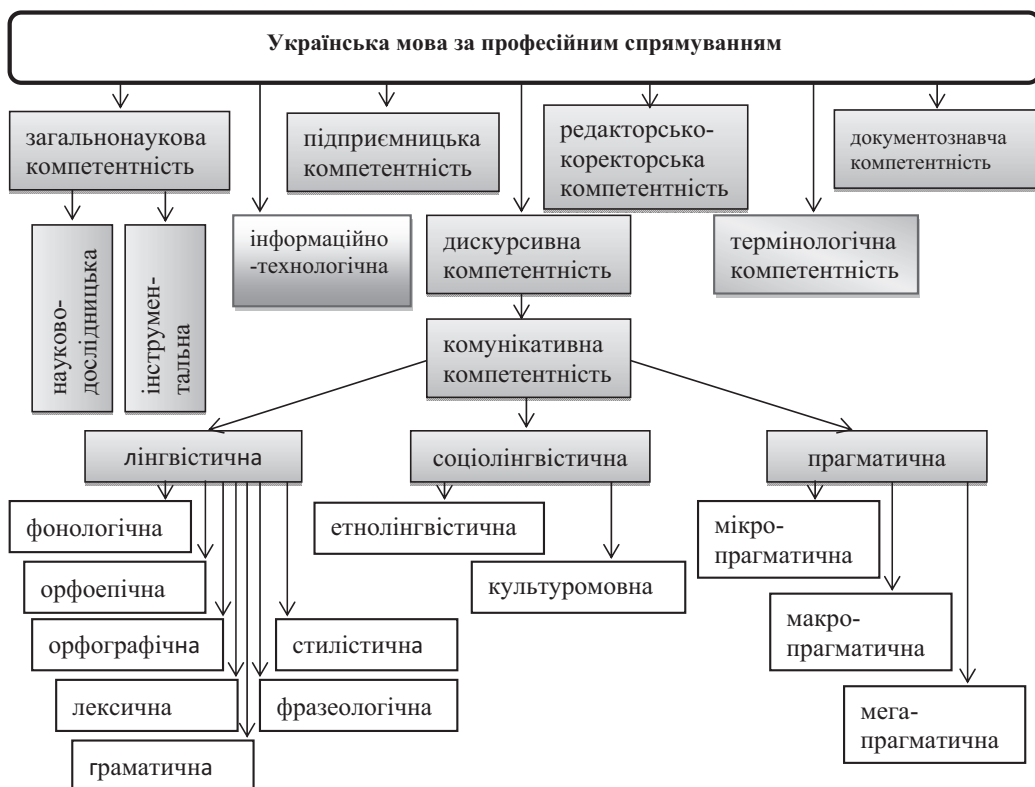 Українська мова за професійним спрямуванням
загальнонаукова
компетентність
підприємницька
компетентність
редакторсько-
коректорська
компетентність
документознавча
компетентність
науково-
дослідницька
інструмен-
тальна
інформаційно
-технологічна
дискурсивна
компетентність
термінологічна
компетентність
комунікативна
компетентність
лінгвістична
соціолінгвістична
прагматична
фонологічна
орфоепічна
орфографічна
лексична
граматична
стилістична
фразеологічна
етнолінгвістична
культуромовна
мікро-
прагматична
макро-
прагматична
мега-
прагматична